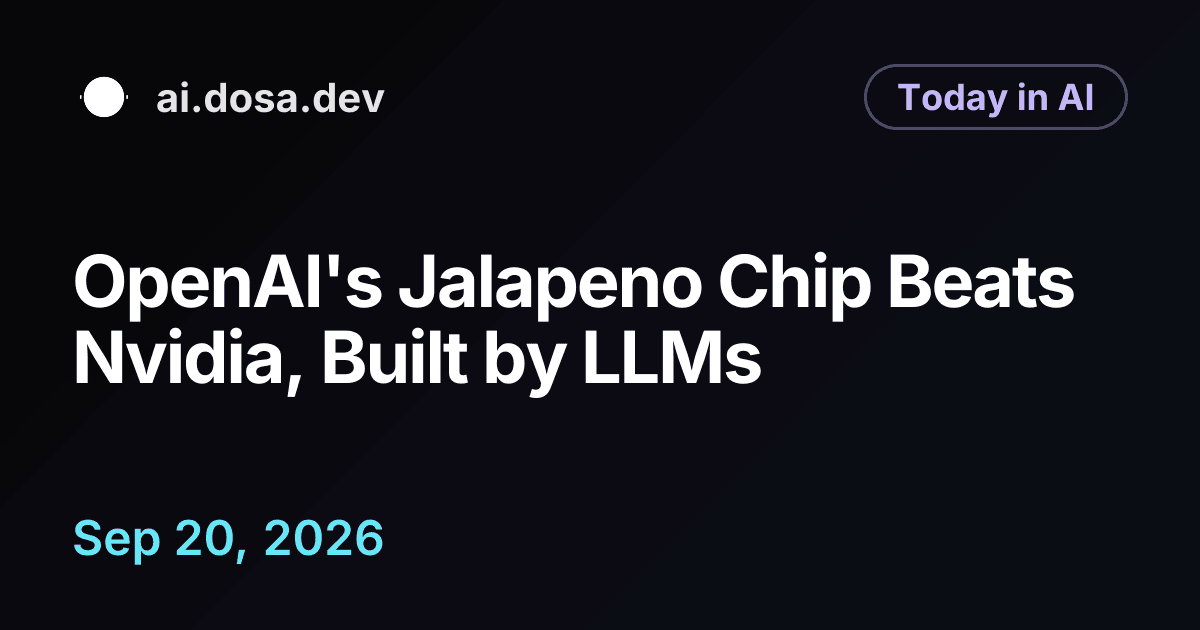 ai.dosa.dev
Today in AI
OpenAI's Jalapeno Chip Beats
Nvidia, Built by LLMs
Sep 20, 2026